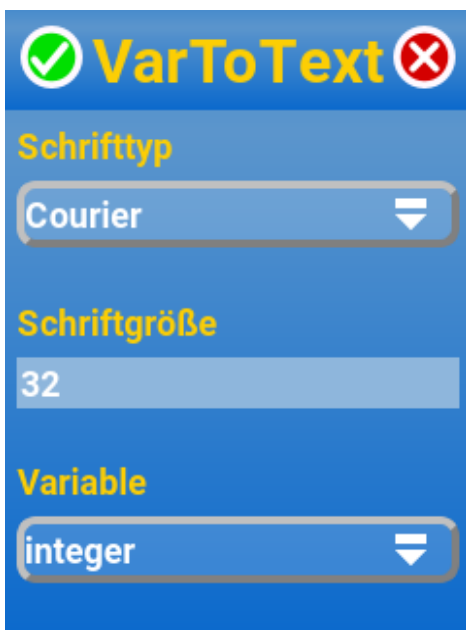 VarToText
Schrifttyp
Courier
Schriftgröße
32
Variable
integer